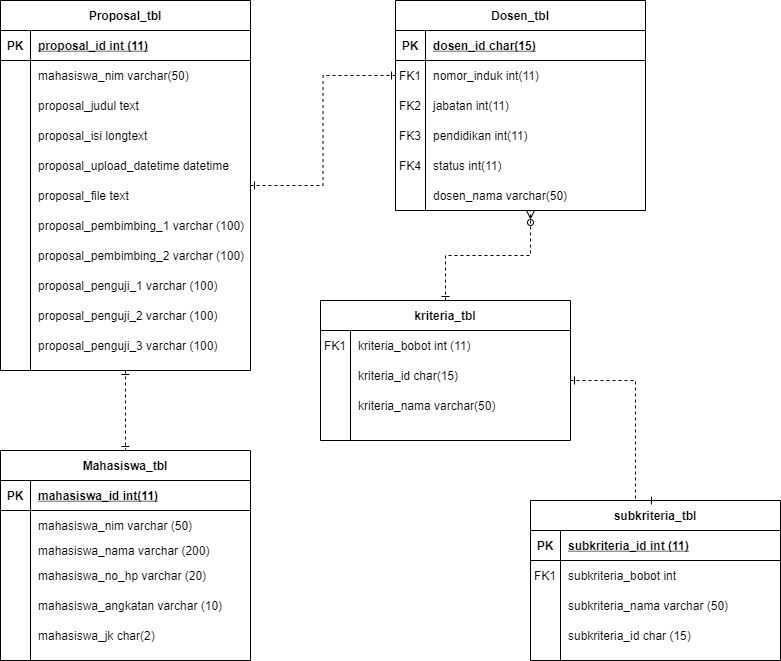 Proposal_tbl
PK proposal_id int (11)
mahasiswa_nim varchar(50)
proposal_judul text
proposal_isi longtext
proposal_upload_datetime datetime
proposal_file text
proposal_pembimbing_1 varchar (100)
proposal_pembimbing_2 varchar (100)
proposal_penguji_1 varchar (100)
proposal_penguji_2 varchar (100)
proposal_penguji_3 varchar (100)
Dosen_tbl
PK dosen_id char(15)
FK1 nomor_induk int(11)
FK2 jabatan int(11)
FK3 pendidikan int(11)
FK4 status int(11)
dosen_nama varchar(50)
kriteria_tbl
FK1 kriteria_bobot int (11)
kriteria_id char(15)
kriteria_nama varchar(50)
Mahasiswa_tbl
PK mahasiswa_id int(11)
mahasiswa_nim varchar (50)
mahasiswa_nama varchar (200)
mahasiswa_no_hp varchar (20)
mahasiswa_angkatan varchar (10)
mahasiswa_jk char(2)
subkriteria_tbl
PK subkriteria_id int (11)
FK1 subkriteria_bobot int
subkriteria_nama varchar (50)
subkriteria_id char (15)